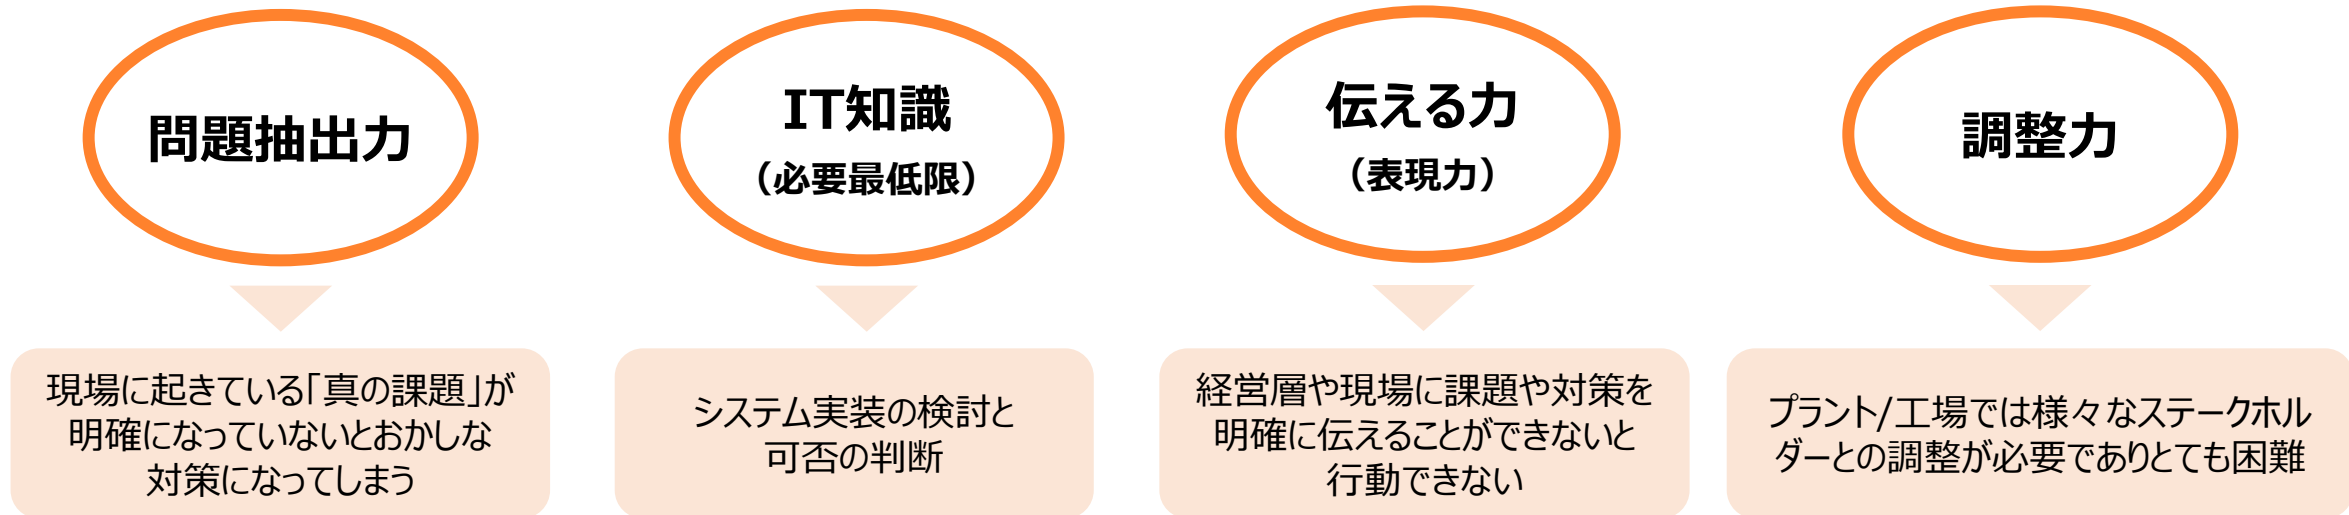 問題抽出力
現場に起きている「真の課題」が
明確になっていないとおかしな
対策になってしまう
IT知識
（必要最低限）
システム実装の検討と
可否の判断
伝える力
（表現力）
経営層や現場に課題や対策を
明確に伝えることができないと
行動できない
調整力
プラント/工場では様々なステークホル
ダーとの調整が必要でありとても困難